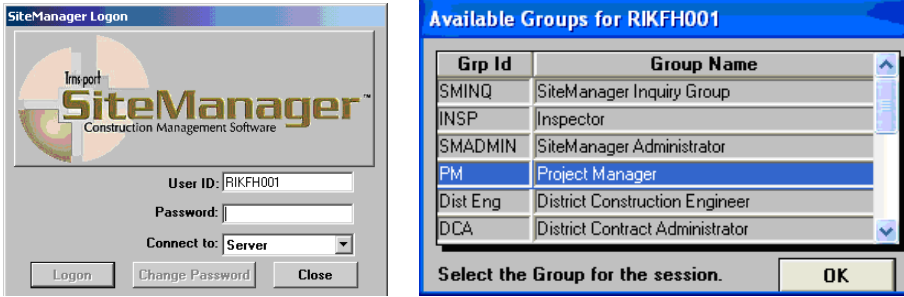 SiteManager Logon
Trns·port
SiteManager™
Construction Management Software
User ID: RIKFH001
Password:
Connect to: Server
Logon Change Password Close
Available Groups for RIKFH001
Grp Id Group Name
SMINQ SiteManager Inquiry Group
INSP Inspector
SMADMIN SiteManager Administrator
PM Project Manager
Dist Eng District Construction Engineer
DCA District Contract Administrator
Select the Group for the session. OK